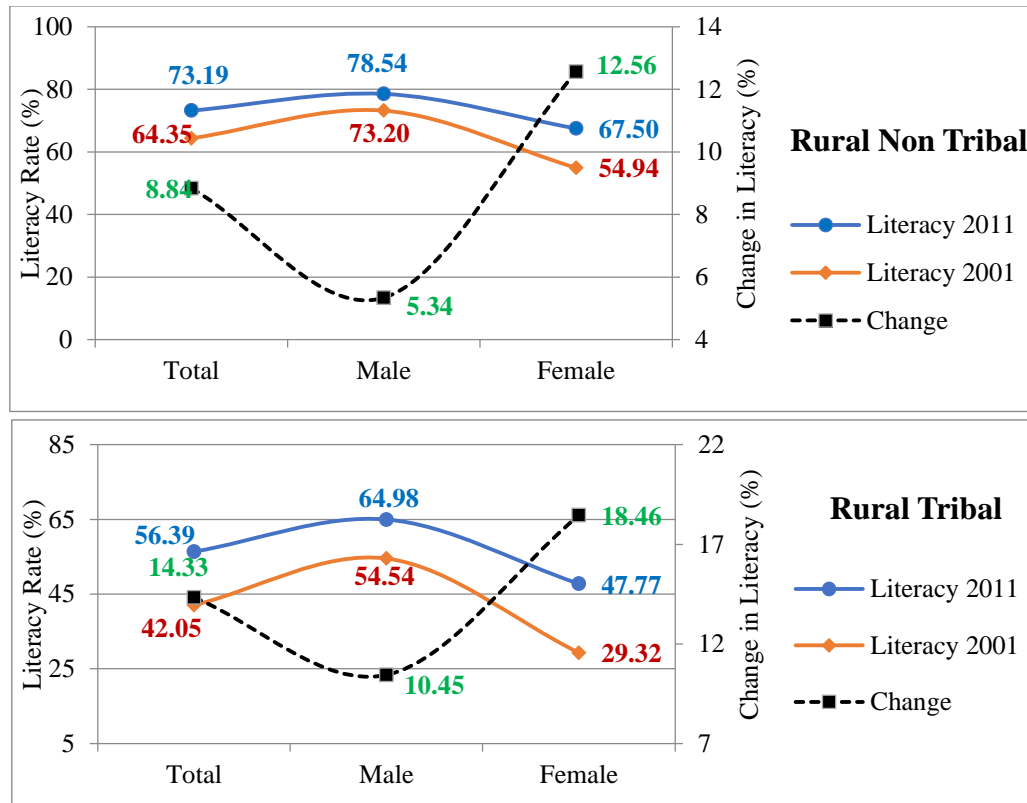 100
80
60
40
20
0
Literacy Rate (%)
73.19
78.54
67.50
64.35
73.20
54.94
8.84
5.34
12.56
Total
Male
Female
14
12
10
8
6
4
Change in Literacy (%)
Rural Non Tribal
Literacy 2011
Literacy 2001
Change
85
65
45
25
5
Literacy Rate (%)
56.39
64.98
47.77
14.33
10.45
18.46
42.05
54.54
29.32
Total
Male
Female
22
17
12
7
Change in Literacy (%)
Rural Tribal
Literacy 2011
Literacy 2001
Change